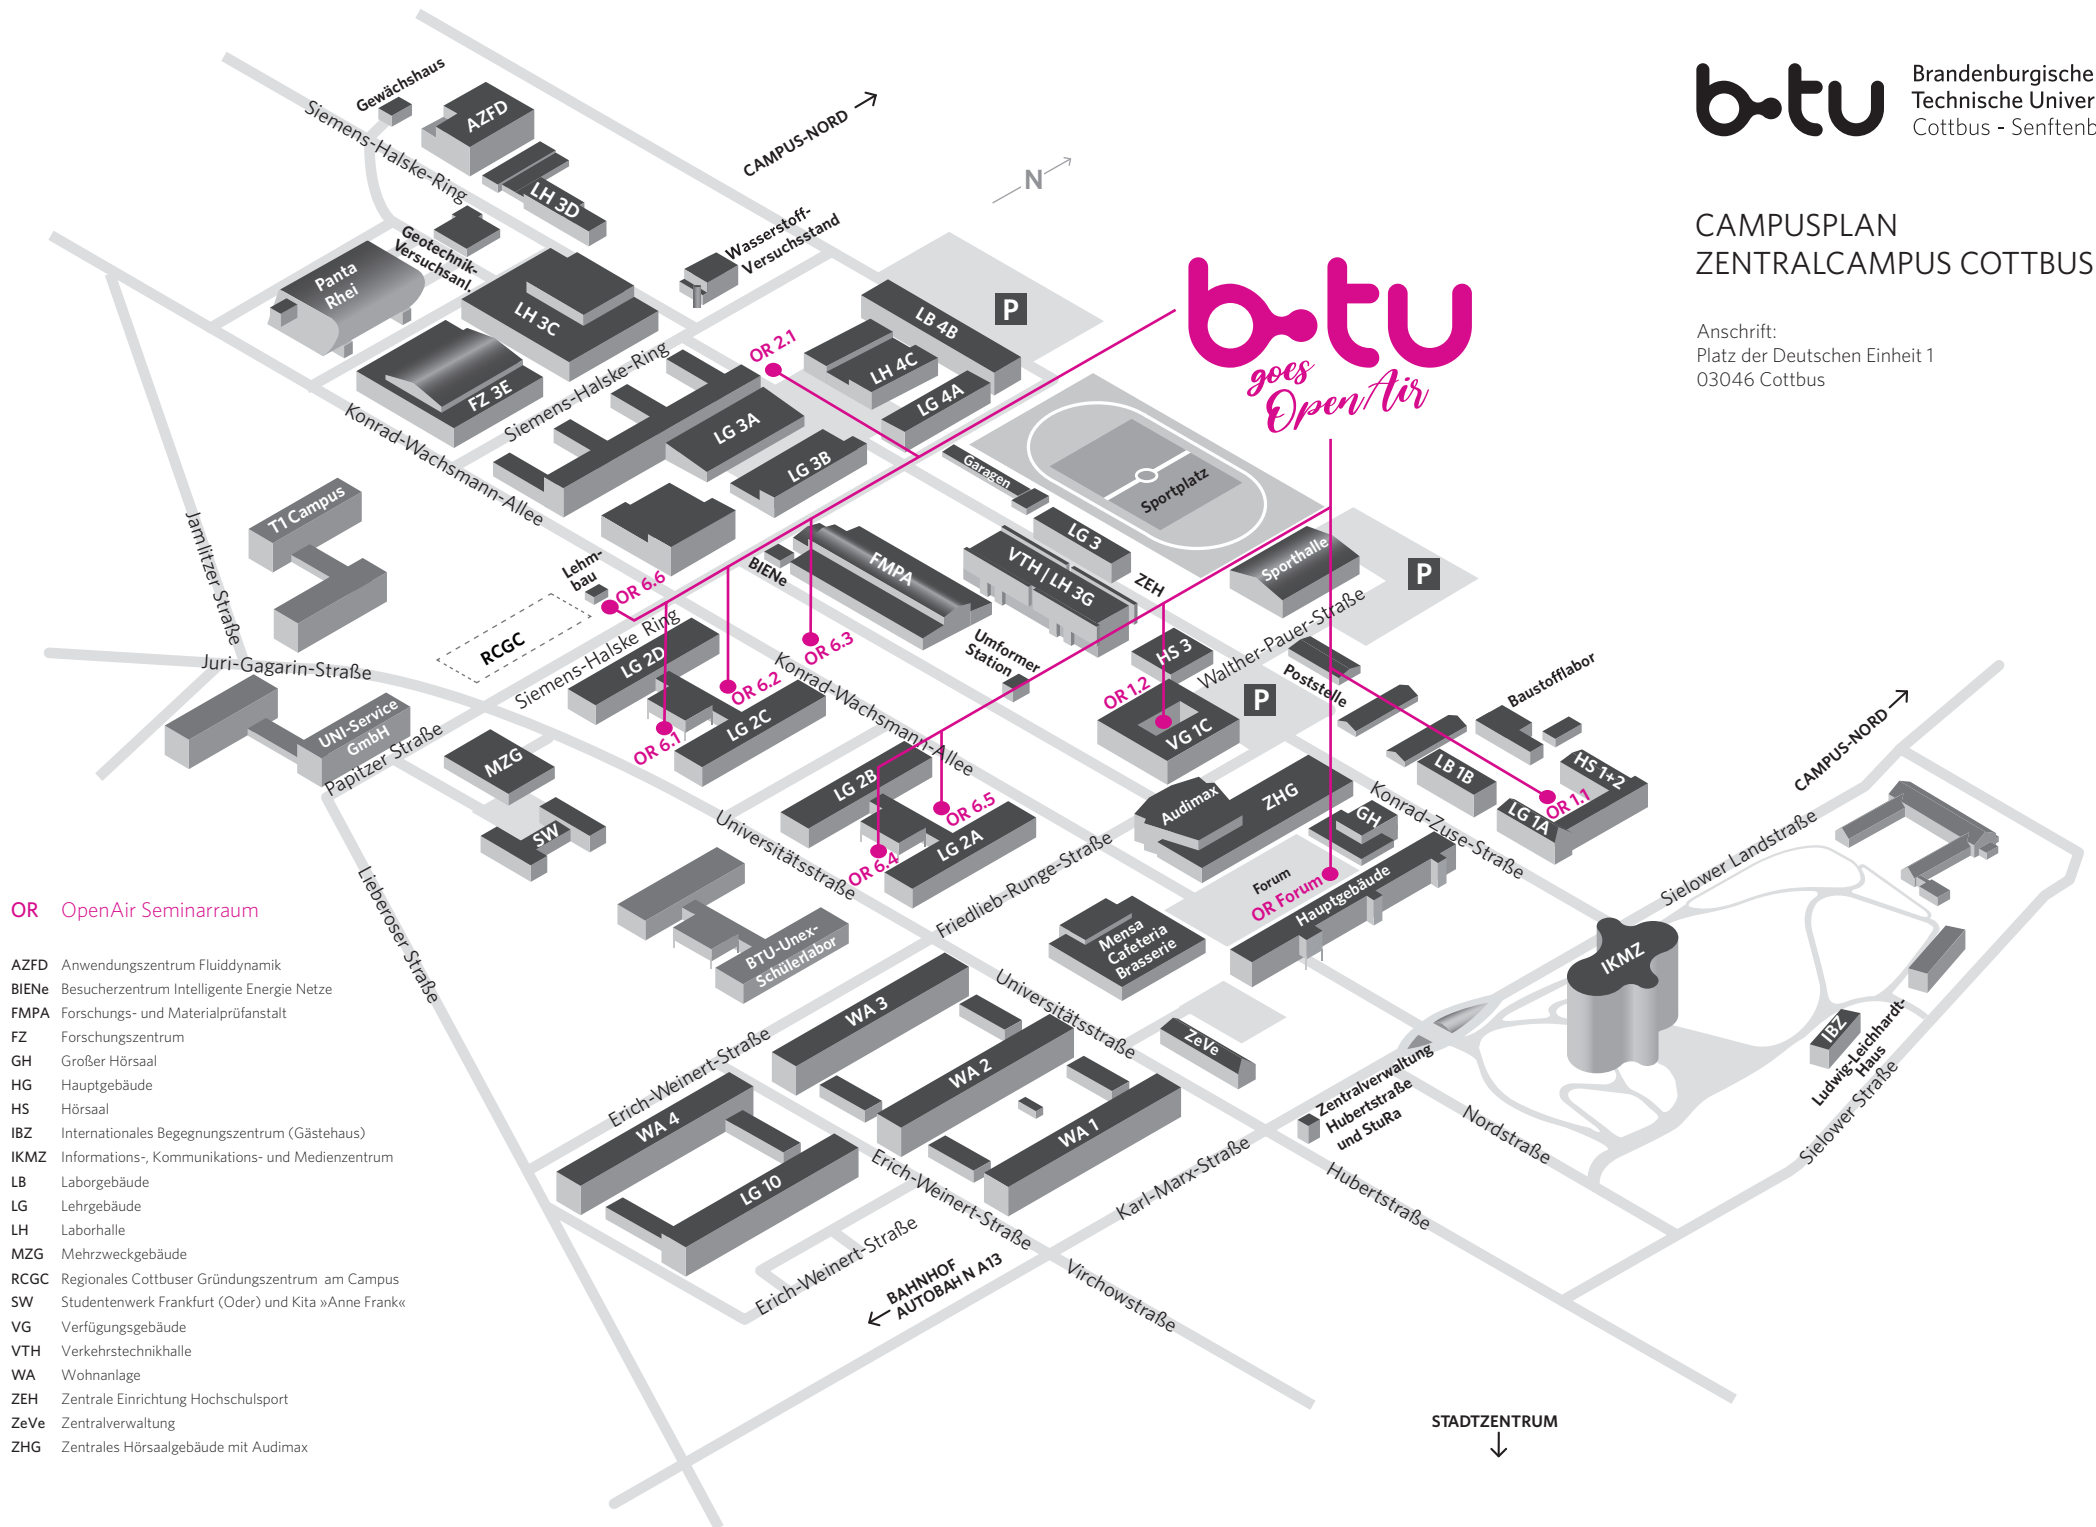 b-tu
Brandenburgische
Technische Univer
Cottbus - Senftenb
CAMPUSPLAN
ZENTRALCAMPUS COTTBUS
Anschrift:
Platz der Deutschen Einheit 1
03046 Cottbus
b-tu
goes
OpenAir
CAMPUS-NORD
N
Gewächshaus
AZFD
Siemens-Halske-Ring
LH 3D
Geotechnik-
Versuchsanl.
Wasserstoff-
Versuchsstand
Panta
Rhei
LH 3C
FZ 3E
Siemens-Halske-Ring
OR 2.1
LB 4B
LH 4C
LG 4A
P
LG 3A
LG 3B
Konrad-Wachsmann-Allee
Garagen
Sportplatz
LG 3
Sporthalle
P
T1 Campus
Jamlitzer Straße
Lehm-
bau
OR 6.6
BIENe
FMPA
VTH | LH 3G
ZEH
RCGC
Siemens-Halske Ring
Juri-Gagarin-Straße
LG 2D
OR 6.3
OR 6.2
OR 6.1
LG 2C
Konrad-Wachsmann-Allee
Umformer
Station
HS 3
OR 1.2
VG 1C
Walther-Pauer-Straße
P
Poststelle
Baustofflabor
LB 1B
HS 1+2
OR 1.1
LG 1A
CAMPUS-NORD
UNI-Service
GmbH
Papitzer Straße
MZG
SW
LG 2B
OR 6.5
OR 6.4
LG 2A
Universitätsstraße
Audimax
ZHG
GH
Konrad-Zuse-Straße
Friedlieb-Runge-Straße
Forum
OR Forum
Hauptgebäude
Sielower Landstraße
Lieberoser Straße
BTU-Unex-
Schülerlabor
Mensa
Cafeteria
Brasserie
IKMZ
WA 3
Universitätsstraße
ZeVe
IBZ
Ludwig-Leichhardt-
Haus
Sielower Straße
Erich-Weinert-Straße
WA 2
WA 4
WA 1
Zentralverwaltung
Hubertstraße
und StuRa
Nordstraße
LG 10
Erich-Weinert-Straße
Karl-Marx-Straße
Hubertstraße
Erich-Weinert-Straße
BAHNHOF
AUTOBAH N A13
Virchowstraße
STADTZENTRUM
OR OpenAir Seminarraum
AZFD Anwendungszentrum Fluiddynamik
BIENe Besucherzentrum Intelligente Energie Netze
FMPA Forschungs- und Materialprüfanstalt
FZ Forschungszentrum
GH Großer Hörsaal
HG Hauptgebäude
HS Hörsaal
IBZ Internationales Begegnungszentrum (Gästehaus)
IKMZ Informations-, Kommunikations- und Medienzentrum
LB Laborgebäude
LG Lehrgebäude
LH Laborhalle
MZG Mehrzweckgebäude
RCGC Regionales Cottbuser Gründungszentrum am Campus
SW Studentenwerk Frankfurt (Oder) und Kita »Anne Frank«
VG Verfügungsgebäude
VTH Verkehrstechnikhalle
WA Wohnanlage
ZEH Zentrale Einrichtung Hochschulsport
ZeVe Zentralverwaltung
ZHG Zentrales Hörsaalgebäude mit Audimax